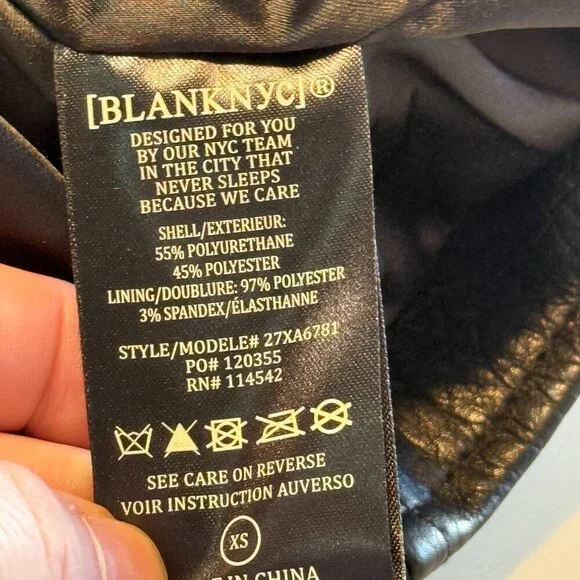 [BLANKNYC]®
DESIGNED FOR YOU
BY OUR NYC TEAM
IN THE CITY THAT
NEVER SLEEPS
BECAUSE WE CARE
SHELL/EXTERIEUR:
55% POLYURETHANE
45% POLYESTER
LINING/DOUBLURE: 97% POLYESTER
3% SPANDEX/ÉLASTHANNE
STYLE/MODELE# 27XA6781
PO# 120355
RN# 114542
SEE CARE ON REVERSE
VOIR INSTRUCTION AUVERSO
XS
IN CHINA